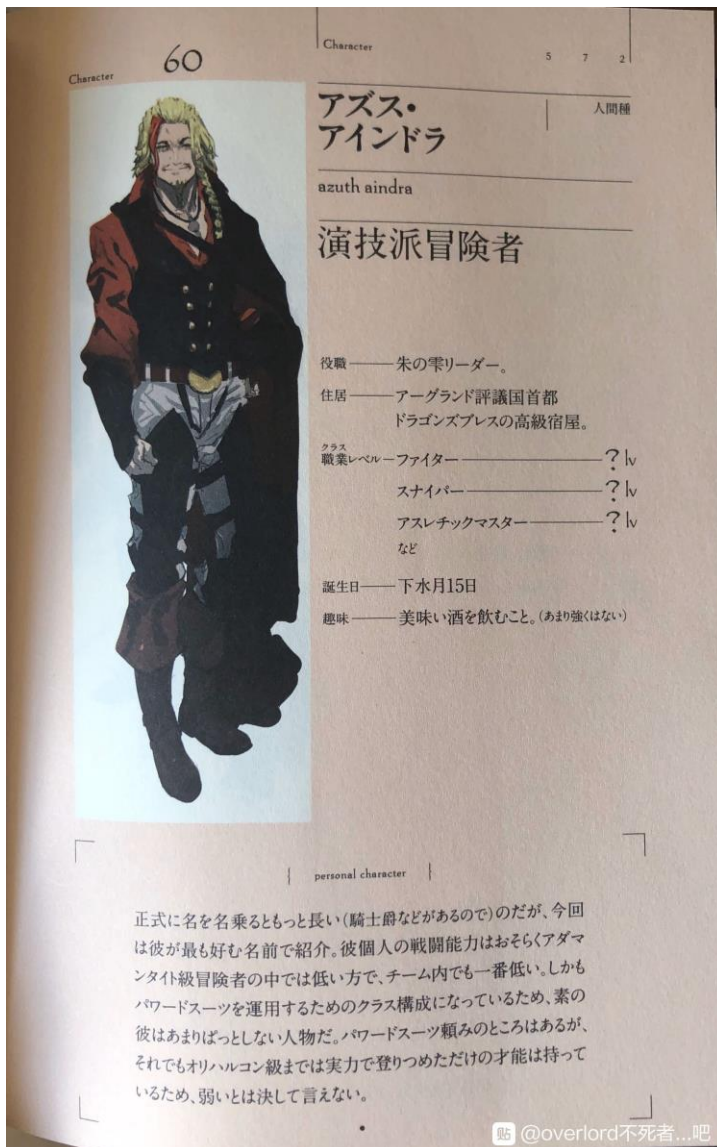 Character
60
Character
5 7 2
アズス・
アインドラ
人間種
azuth aindra
演技派冒険者
役職───朱の雫リーダー。
住居───アーグランド評議国首都
ドラゴンズブレスの高級宿屋。
クラス
職業レベル─ファイター───?lv
スナイパー───?lv
アスレチックマスター───?lv
など
誕生日───下水月15日
趣味───美味い酒を飲むこと。(あまり強くはない)
personal character
正式に名を名乗るともっと長い(騎士爵などがあるので)のだが、今回
は彼が最も好む名前で紹介。彼個人の戦闘能力はおそらくアダマ
ンタイト級冒険者の中では低い方で、チーム内でも一番低い。しかも
パワードスーツを運用するためのクラス構成になっているため、素の
彼はあまりぱっとしない人物だ。パワードスーツ頼みのところはあるが、
それでもオリハルコン級までは実力で登りつめただけの才能は持って
いるため、弱いとは決して言えない。
貼 @overlord不死者...吧